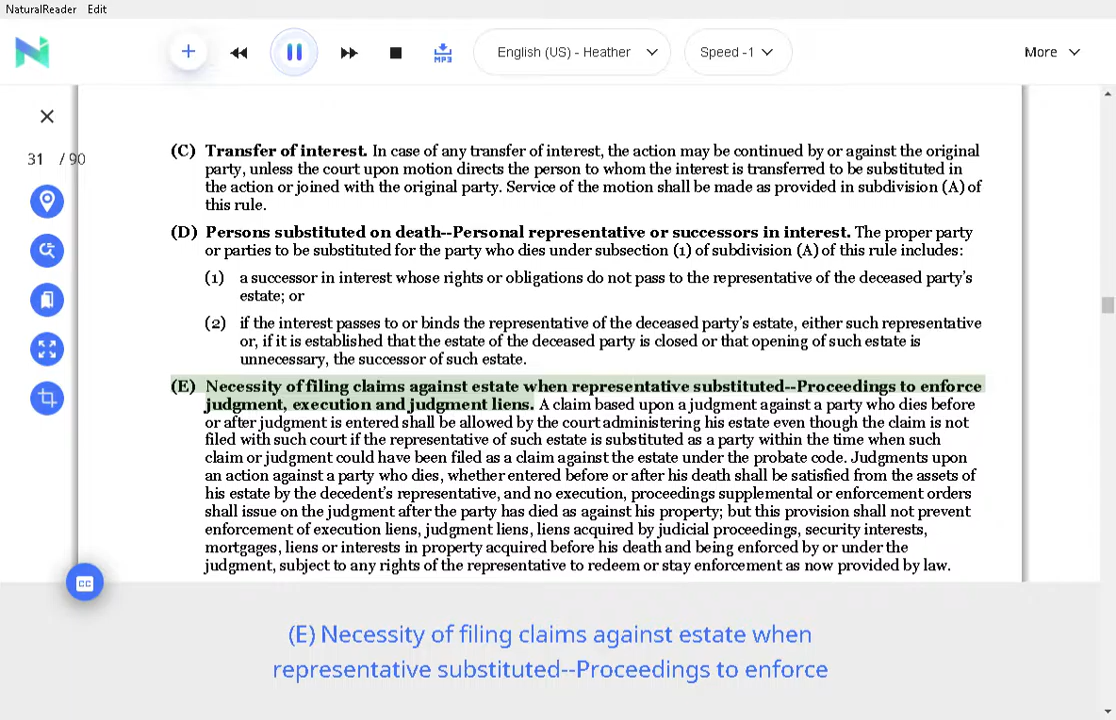 NaturalReader Edit
English (US) - Heather
Speed -1
More
MP3
31 / 90
(C) Transfer of interest. In case of any transfer of interest, the action may be continued by or against the original
party, unless the court upon motion directs the person to whom the interest is transferred to be substituted in
the action or joined with the original party. Service of the motion shall be made as provided in subdivision (A) of
this rule.
(D) Persons substituted on death--Personal representative or successors in interest. The proper party
or parties to be substituted for the party who dies under subsection (1) of subdivision (A) of this rule includes:
(1) a successor in interest whose rights or obligations do not pass to the representative of the deceased party's
estate; or
(2) if the interest passes to or binds the representative of the deceased party's estate, either such representative
or, if it is established that the estate of the deceased party is closed or that opening of such estate is
unnecessary, the successor of such estate.
(E) Necessity of filing claims against estate when representative substituted--Proceedings to enforce
judgment, execution and judgment liens. A claim based upon a judgment against a party who dies before
or after judgment is entered shall be allowed by the court administering his estate even though the claim is not
filed with such court if the representative of such estate is substituted as a party within the time when such
claim or judgment could have been filed as a claim against the estate under the probate code. Judgments upon
an action against a party who dies, whether entered before or after his death shall be satisfied from the assets of
his estate by the decedent's representative, and no execution, proceedings supplemental or enforcement orders
shall issue on the judgment after the party has died as against his property; but this provision shall not prevent
enforcement of execution liens, judgment liens, liens acquired by judicial proceedings, security interests,
mortgages, liens or interests in property acquired before his death and being enforced by or under the
judgment, subject to any rights of the representative to redeem or stay enforcement as now provided by law.
CC
(E) Necessity of filing claims against estate when
representative substituted--Proceedings to enforce